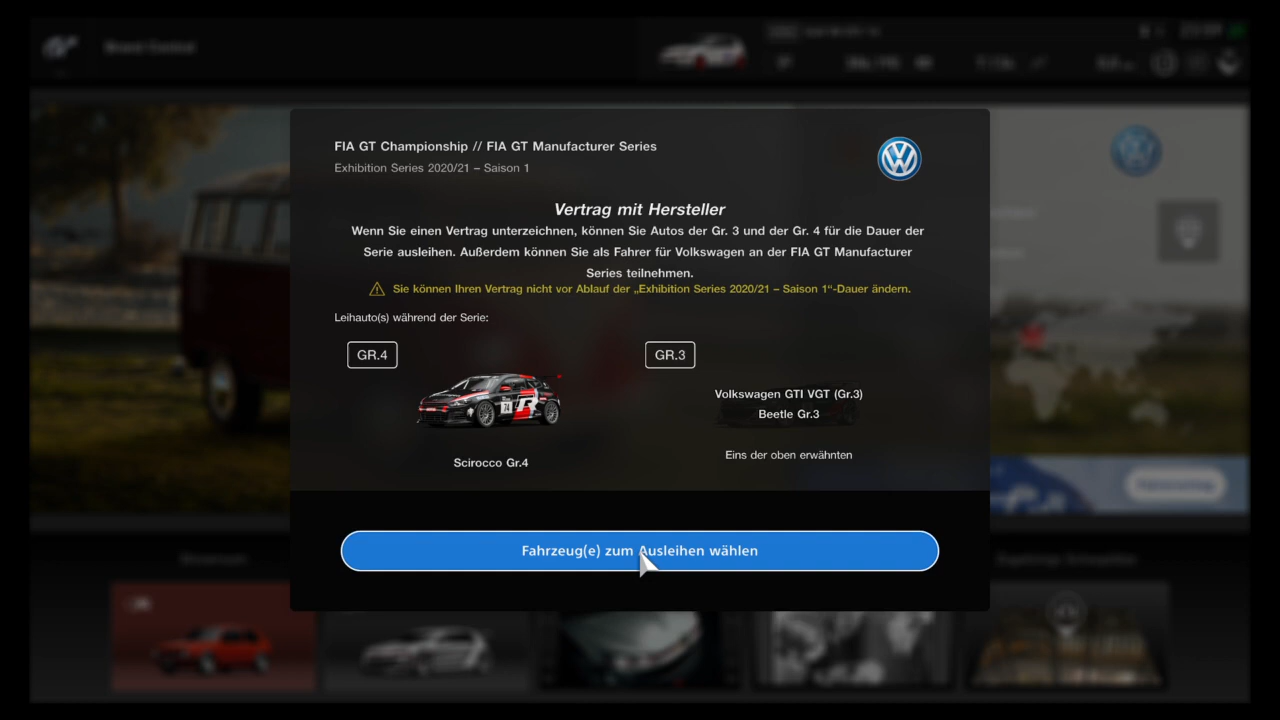 Brand Central
FIA GT Championship // FIA GT Manufacturer Series
Exhibition Series 2020/21 – Saison 1
Vertrag mit Hersteller
Wenn Sie einen Vertrag unterzeichnen, können Sie Autos der Gr. 3 und der Gr. 4 für die Dauer der
Serie ausleihen. Außerdem können Sie als Fahrer für Volkswagen an der FIA GT Manufacturer
Series teilnehmen.
Sie können Ihren Vertrag nicht vor Ablauf der „Exhibition Series 2020/21 – Saison 1“-Dauer ändern.
Leihauto(s) während der Serie:
GR.4
GR.3
Volkswagen GTI VGT (Gr.3)
Beetle Gr.3
Scirocco Gr.4
Eins der oben erwähnten
Fahrzeug(e) zum Ausleihen wählen